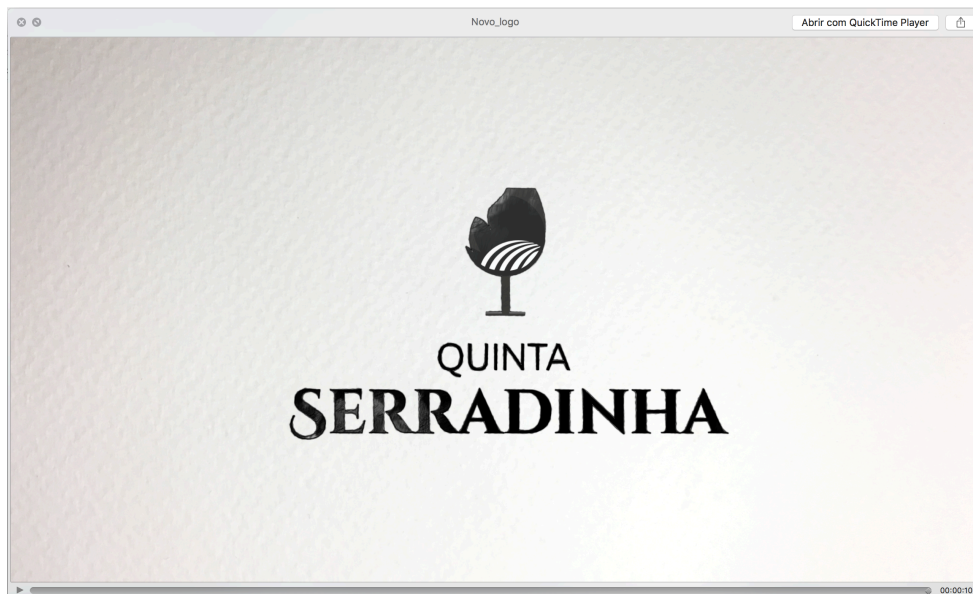 Novo_logo
Abrir com QuickTime Player
QUINTA
SERRADINHA
00:00:10